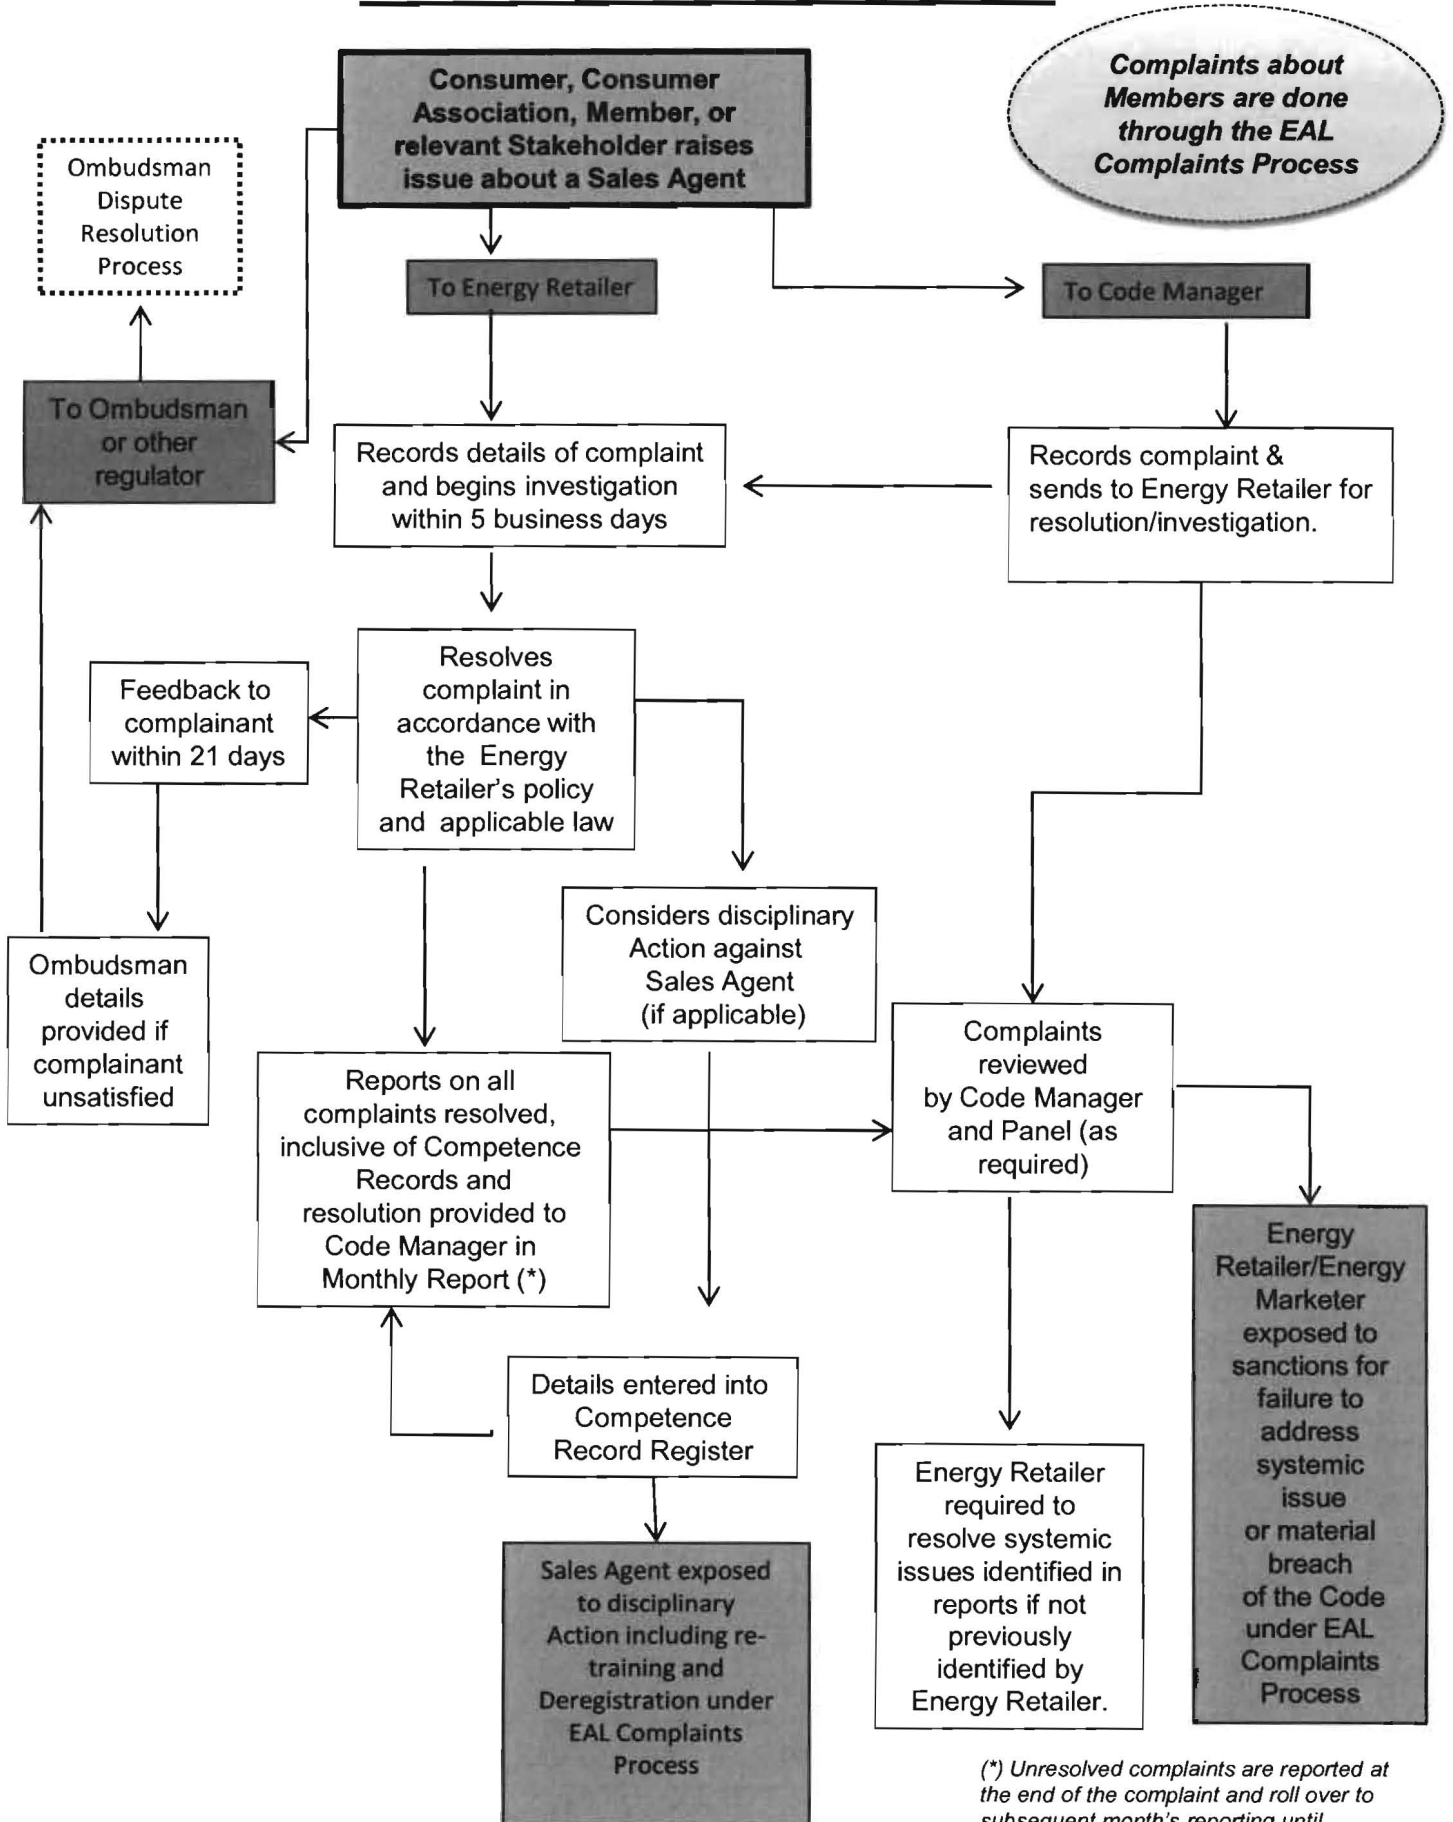 Consumer, Consumer
Association, Member, or
relevant Stakeholder raises
issue about a Sales Agent
Complaints about
Members are done
through the EAL
Complaints Process
Ombudsman
Dispute
Resolution
Process
To Energy Retailer
To Code Manager
To Ombudsman
or other
regulator
Records details of complaint
and begins investigation
within 5 business days
Records complaint &
sends to Energy Retailer for
resolution/investigation.
Feedback to
complainant
within 21 days
Resolves
complaint in
accordance with
the Energy
Retailer's policy
and applicable law
Considers disciplinary
Action against
Sales Agent
(if applicable)
Ombudsman
details
provided if
complainant
unsatisfied
Reports on all
complaints resolved,
inclusive of Competence
Records and
resolution provided to
Code Manager in
Monthly Report (*)
Complaints
reviewed
by Code Manager
and Panel (as
required)
Details entered into
Competence
Record Register
Energy
Retailer/Energy
Marketer
exposed to
sanctions for
failure to
address
systemic
issue
or material
breach
of the Code
under EAL
Complaints
Process
Energy Retailer
required to
resolve systemic
issues identified in
reports if not
previously
identified by
Energy Retailer.
Sales Agent exposed
to disciplinary
Action including re-
training and
Deregistration under
EAL Complaints
Process
(*) Unresolved complaints are reported at
the end of the complaint and roll over to
subsequent month's reporting until